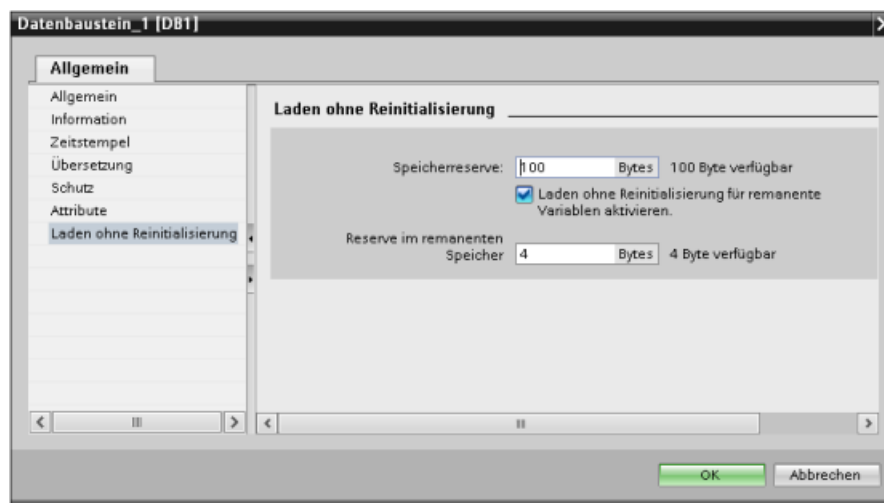 Datenbaustein_1 [DB1]
Allgemein
Allgemein
Information
Zeitstempel
Übersetzung
Schutz
Attribute
Laden ohne Reinitialisierung
Laden ohne Reinitialisierung
Speicherreserve: 100 Bytes 100 Byte verfügbar
Laden ohne Reinitialisierung für remanente
Variablen aktivieren.
Reserve im remanenten
Speicher 4 Bytes 4 Byte verfügbar
OK Abbrechen